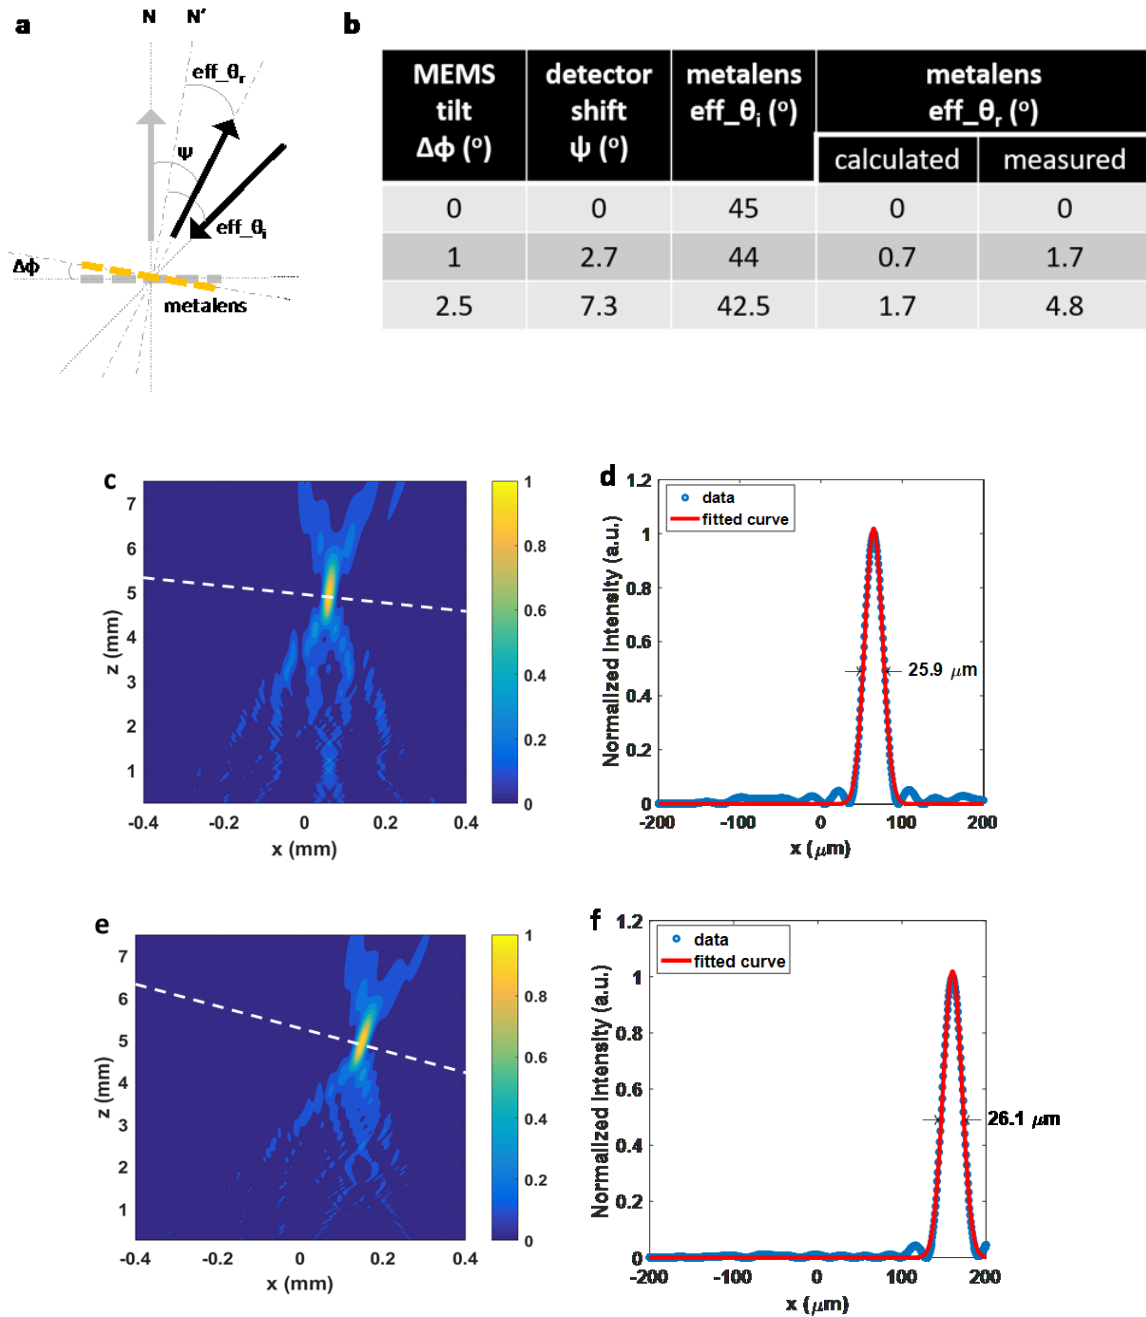 a
N N'
eff_θr
Ψ
eff_θi
Δϕ
metalens
b
MEMS tilt Δϕ (°)
detector shift ψ (°)
metalens eff_θi (°)
metalens eff_θr (°)
calculated measured
0 0 45 0 0
1 2.7 44 0.7 1.7
2.5 7.3 42.5 1.7 4.8
c
7
6
5
4
3
2
1
z (mm)
-0.4 -0.2 0 0.2 0.4
x (mm)
1
0.8
0.6
0.4
0.2
0
d
1.2
1
0.8
0.6
0.4
0.2
0
Normalized Intensity (a.u.)
data
fitted curve
25.9 μm
-200 -100 0 100 200
x (μm)
e
7
6
5
4
3
2
1
z (mm)
-0.4 -0.2 0 0.2 0.4
x (mm)
1
0.8
0.6
0.4
0.2
0
f
1.2
1
0.8
0.6
0.4
0.2
0
Normalized Intensity (a.u.)
data
fitted curve
26.1 μm
-200 -100 0 100 200
x (μm)